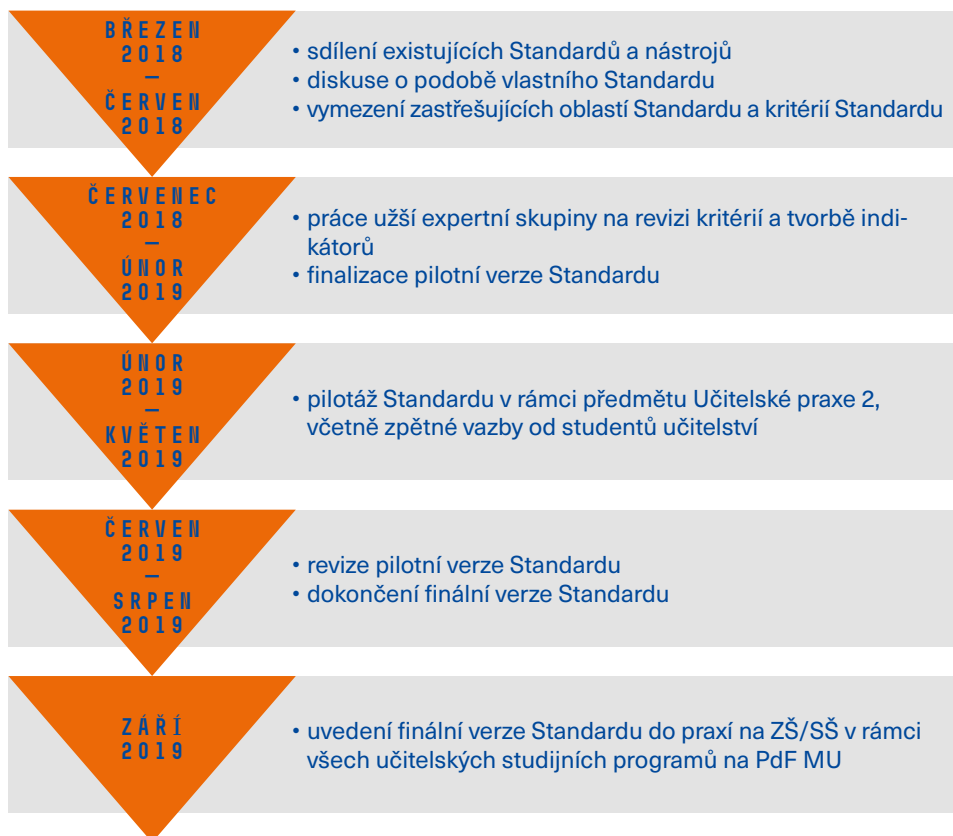 BŘEZEN
2018
–
ČERVEN
2018
• sdílení existujících Standardů a nástrojů
• diskuse o podobě vlastního Standardu
• vymezení zastřešujících oblastí Standardu a kritérií Standardu
ČERVENEC
2018
–
ÚNOR
2019
• práce užší expertní skupiny na revizi kritérií a tvorbě indi-
kátorů
• finalizace pilotní verze Standardu
ÚNOR
2019
–
KVĚTEN
2019
• pilotáž Standardu v rámci předmětu Učitelské praxe 2,
včetně zpětné vazby od studentů učitelství
ČERVEN
2019
–
SRPEN
2019
• revize pilotní verze Standardu
• dokončení finální verze Standardu
ZÁŘÍ
2019
• uvedení finální verze Standardu do praxí na ZŠ/SŠ v rámci
všech učitelských studijních programů na PdF MU